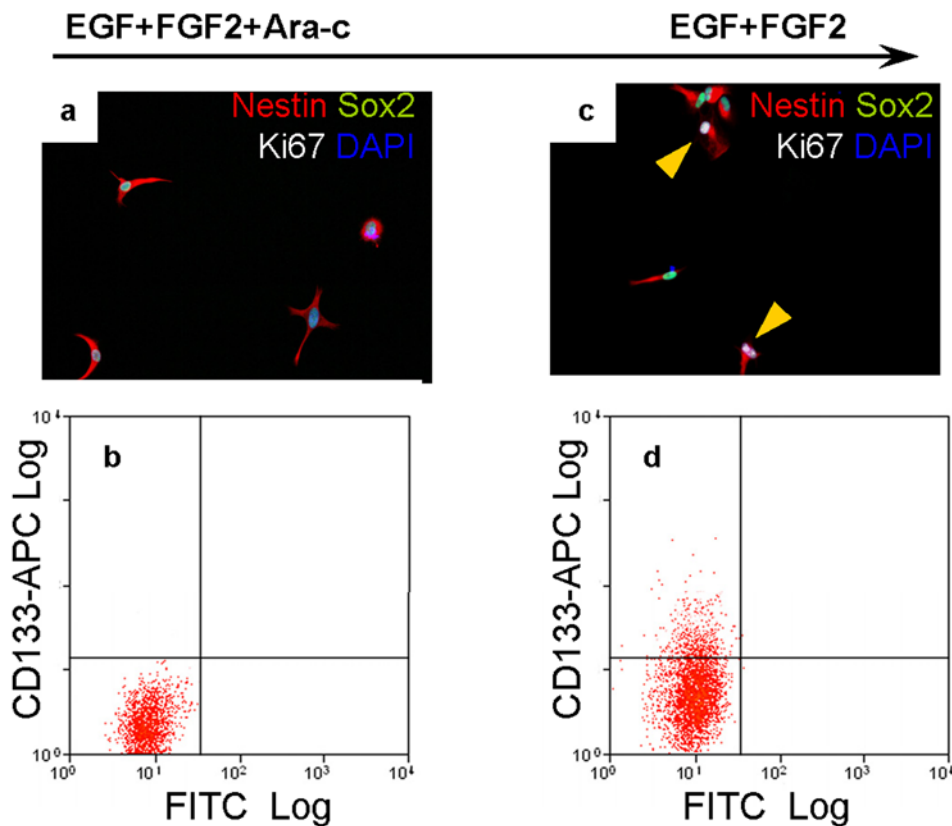 EGF+FGF2+Ara-c
EGF+FGF2
a
Nestin Sox2
Ki67 DAPI
c
Nestin Sox2
Ki67 DAPI
b
CD133-APC Log
10⁴
10⁰
10⁰ 10¹ 10² 10³ 10⁴
FITC Log
d
CD133-APC Log
10⁴
10⁰
10⁰ 10¹ 10² 10³ 10⁴
FITC Log